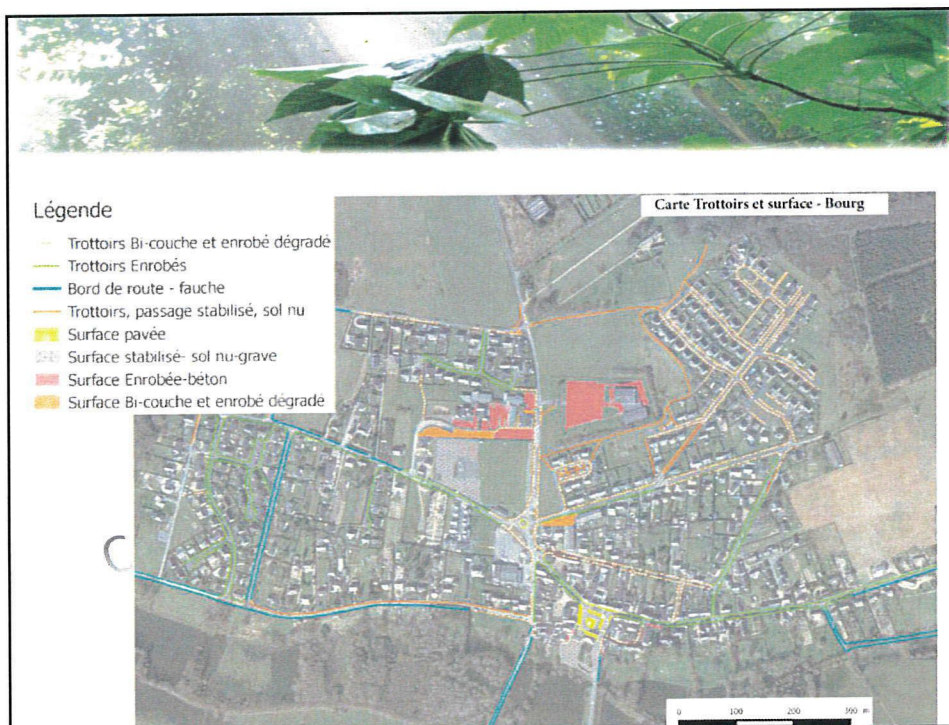 Carte Trottoirs et surface - Bourg
Légende
Trottoirs Bi-couche et enrobé dégradé
Trottoirs Enrobés
Bord de route - fauche
Trottoirs, passage stabilisé, sol nu
Surface pavée
Surface stabilisé- sol nu-grave
Surface Enrobée-béton
Surface Bi-couche et enrobé dégradé
0 100 200 300 m